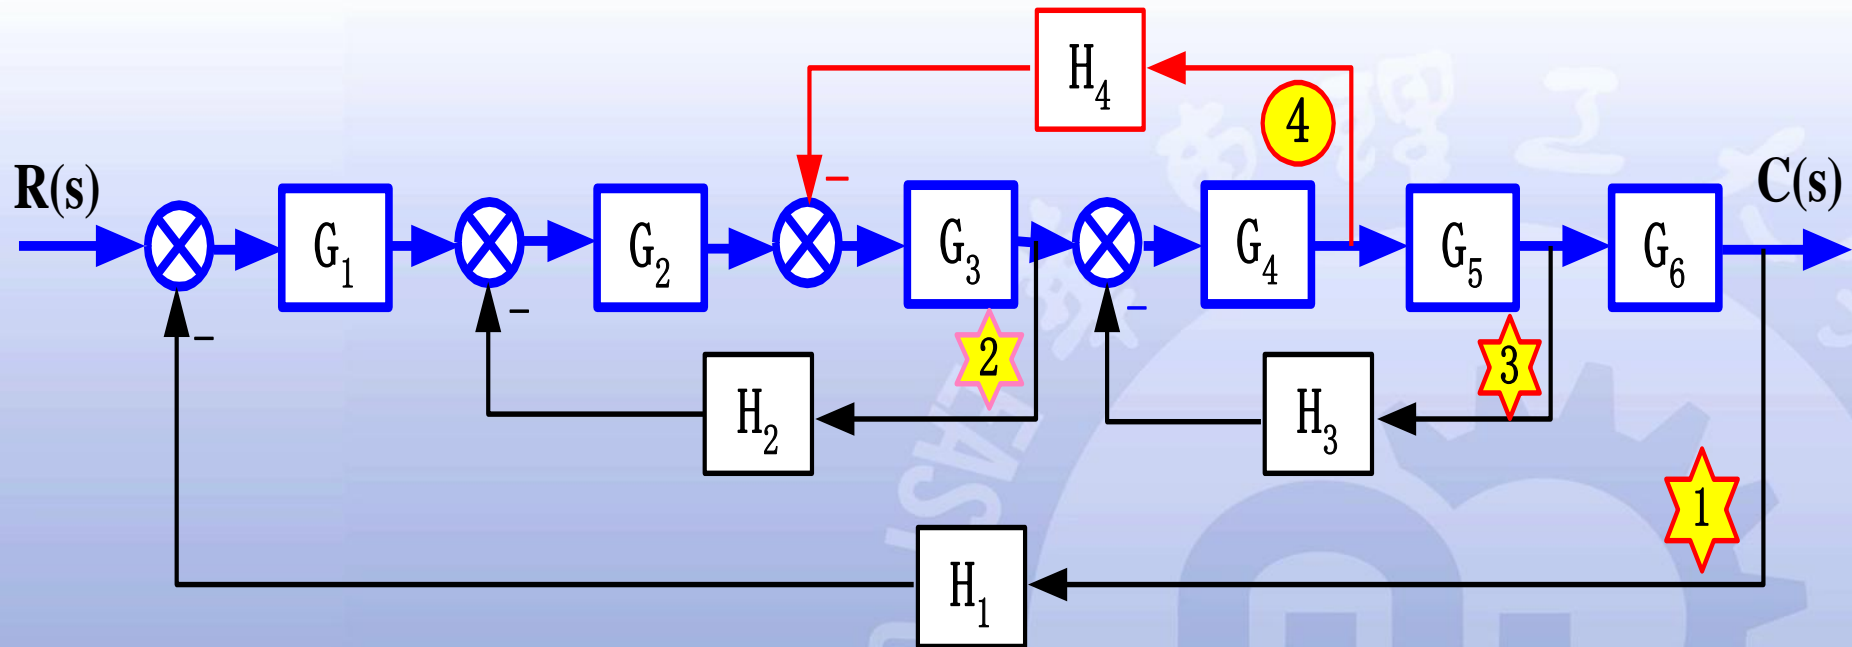 H₄
4
R(s)
C(s)
G₁
G₂
G₃
G₄
G₅
G₆
−
−
−
−
−
2
3
H₂
H₃
1
H₁